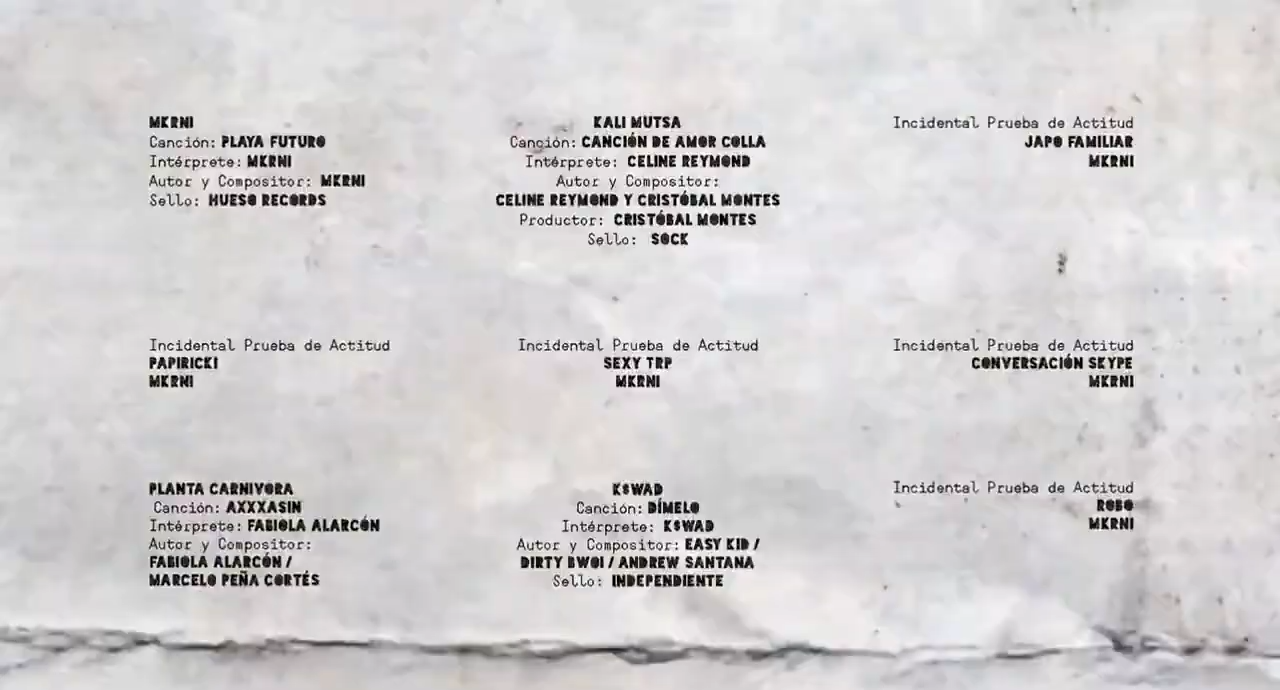 MKRNI
Canción: PLAYA FUTURO
Intérprete: MKRNI
Autor y Compositor: MKRNI
Sello: HUESO RECORDS
KALI MUTSA
Canción: CANCIÓN DE AMOR COLLA
Intérprete: CELINE REYMOND
Autor y Compositor:
CELINE REYMOND Y CRISTÓBAL MONTES
Productor: CRISTÓBAL MONTES
Sello: SOCK
Incidental Prueba de Actitud
JAPO FAMILIAR
MKRNI
Incidental Prueba de Actitud
PAPIRICKI
MKRNI
Incidental Prueba de Actitud
SEXY TRP
MKRNI
Incidental Prueba de Actitud
CONVERSACIÓN SKYPE
MKRNI
PLANTA CARNIVORA
Canción: AXXXASIN
Intérprete: FABIOLA ALARCÓN
Autor y Compositor:
FABIOLA ALARCÓN /
MARCELO PEÑA CORTÉS
K$WAD
Canción: DÍMELO
Intérprete: K$WAD
Autor y Compositor: EASY KID /
DIRTY BWOI / ANDREW SANTANA
Sello: INDEPENDIENTE
Incidental Prueba de Actitud
ROBO
MKRNI